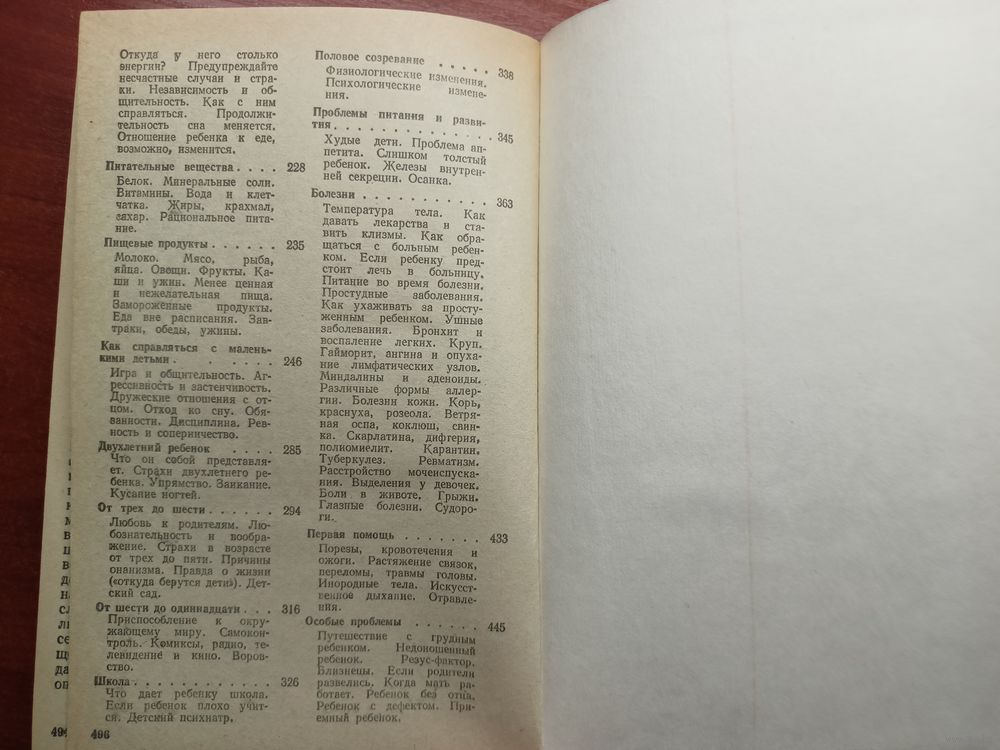 Откуда у него столько
энергии? Предупреждайте
несчастные случаи и стра-
хи. Независимость и об-
щительность. Как с ним
справляться. Продолжи-
тельность сна меняется.
Отношение ребенка к еде,
возможно, изменится.
Питательные вещества . . . . 228
Белок. Минеральные соли.
Витамины. Вода и клет-
чатка. Жиры, крахмал,
сахар. Рациональное пита-
ние.
Пищевые продукты . . . . . . 235
Молоко. Мясо, рыба,
яйца. Овощи. Фрукты. Ка-
ши и ужин. Менее ценная
и нежелательная пища.
Замороженные продукты.
Еда вне расписания. Зав-
траки, обеды, ужины.
Как справляться с малень-
кими детьми . . . . . . 246
Игра и общительность. Аг-
рессивность и застенчивость.
Дружеские отношения с от-
цом. Отход ко сну. Обя-
занности. Дисциплина. Рев-
ность и соперничество.
Двухлетний ребенок . . . . 285
Что он собой представля-
ет. Страхи двухлетнего ре-
бенка. Упрямство. Заикание.
Кусание ногтей.
От трех до шести . . . . . . 294
Любовь к родителям. Лю-
бознательность и вообра-
жение. Страхи в возрасте
от трех до пяти. Причины
онанизма. Правда о жизни
(«откуда берутся дети»). Дет-
ский сад.
От шести до одиннадцати . . . 316
Приспособление к окру-
жающему миру. Самокон-
троль. Комиксы, радио, те-
левидение и кино. Воров-
ство.
Школа . . . . . . . . . . . 326
Что дает ребенку школа.
Если ребенок плохо учит-
ся. Детский психиатр.
496
Половое созревание . . . . . 338
Физиологические изменения.
Психологические измене-
ния.
Проблемы питания и разви-
тия . . . . . . . . . . . . . 345
Худые дети. Проблема ап-
петита. Слишком толстый
ребенок. Железы внутрен-
ней секреции. Осанка.
Болезни . . . . . . . . . . . 363
Температура тела. Как
давать лекарства и ста-
вить клизмы. Как обра-
щаться с больным ребен-
ком. Если ребенку пред-
стоит лечь в больницу.
Питание во время болезни.
Простудные заболевания.
Как ухаживать за просту-
женным ребенком. Ушные
заболевания. Бронхит и
воспаление легких. Круп.
Гайморит, ангина и опуха-
ние лимфатических узлов.
Миндалины и аденоиды.
Различные формы аллер-
гии. Болезни кожи. Корь,
краснуха, розеола. Ветря-
ная оспа, коклюш, свин-
ка. Скарлатина, дифтерия,
полиомиелит. Карантин.
Туберкулез. Ревматизм.
Расстройство мочеиспуска-
ния. Выделения у девочек.
Боли в животе. Грыжи.
Глазные болезни. Судоро-
ги.
Первая помощь . . . . . . . 433
Порезы, кровотечения и
ожоги. Растяжение связок,
переломы, травмы головы.
Инородные тела. Искусст-
венное дыхание. Отравле-
ния.
Особые проблемы . . . . . . 445
Путешествие с грудным
ребенком. Недоношенный
ребенок. Резус-фактор.
Близнецы. Если родители
развелись. Когда мать ра-
ботает. Ребенок без отца.
Ребенок с дефектом. При-
емный ребенок.